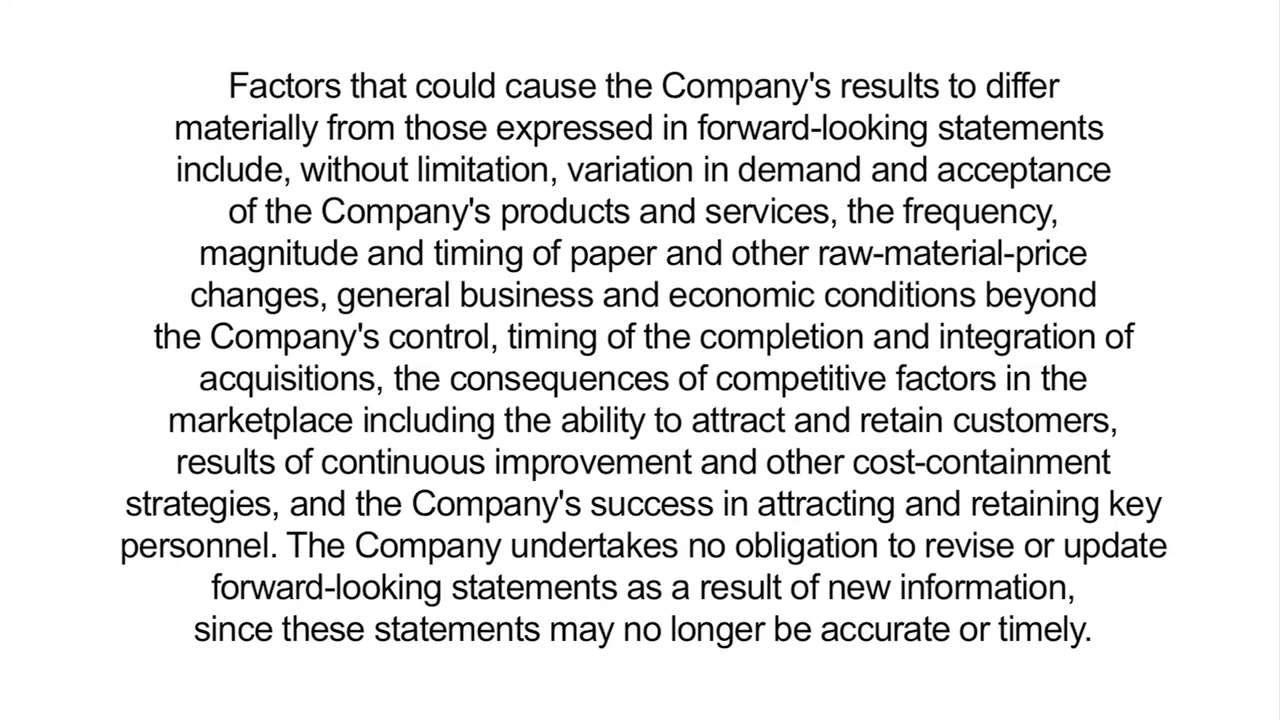 Factors that could cause the Company's results to differ
materially from those expressed in forward-looking statements
include, without limitation, variation in demand and acceptance
of the Company's products and services, the frequency,
magnitude and timing of paper and other raw-material-price
changes, general business and economic conditions beyond
the Company's control, timing of the completion and integration of
acquisitions, the consequences of competitive factors in the
marketplace including the ability to attract and retain customers,
results of continuous improvement and other cost-containment
strategies, and the Company's success in attracting and retaining key
personnel. The Company undertakes no obligation to revise or update
forward-looking statements as a result of new information,
since these statements may no longer be accurate or timely.